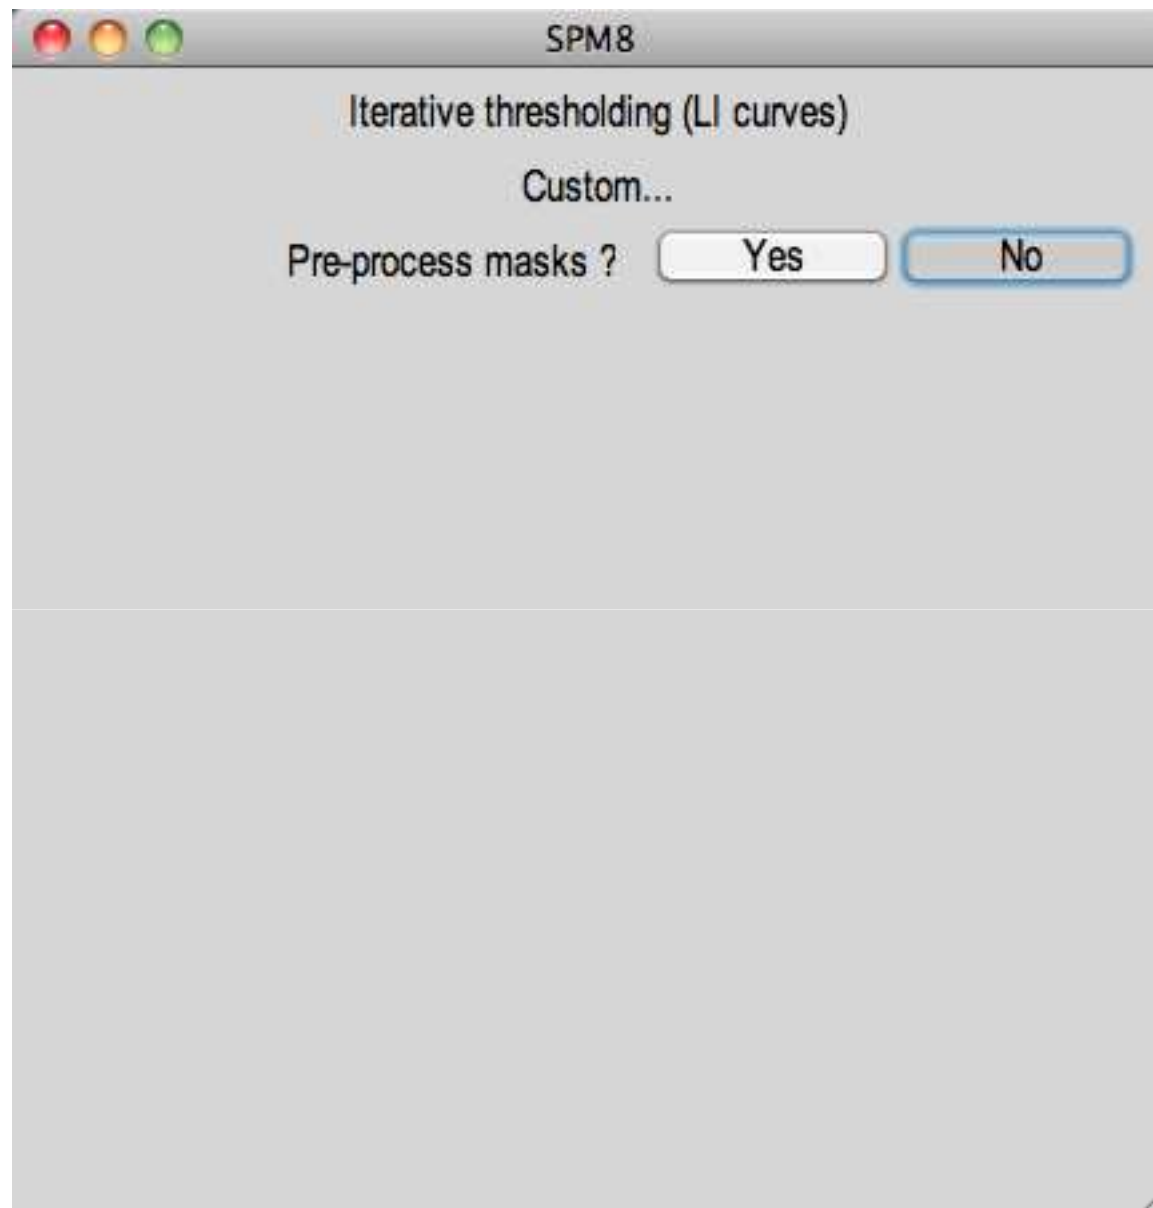 SPM8
Iterative thresholding (LI curves)
Custom...
Pre-process masks ? Yes No